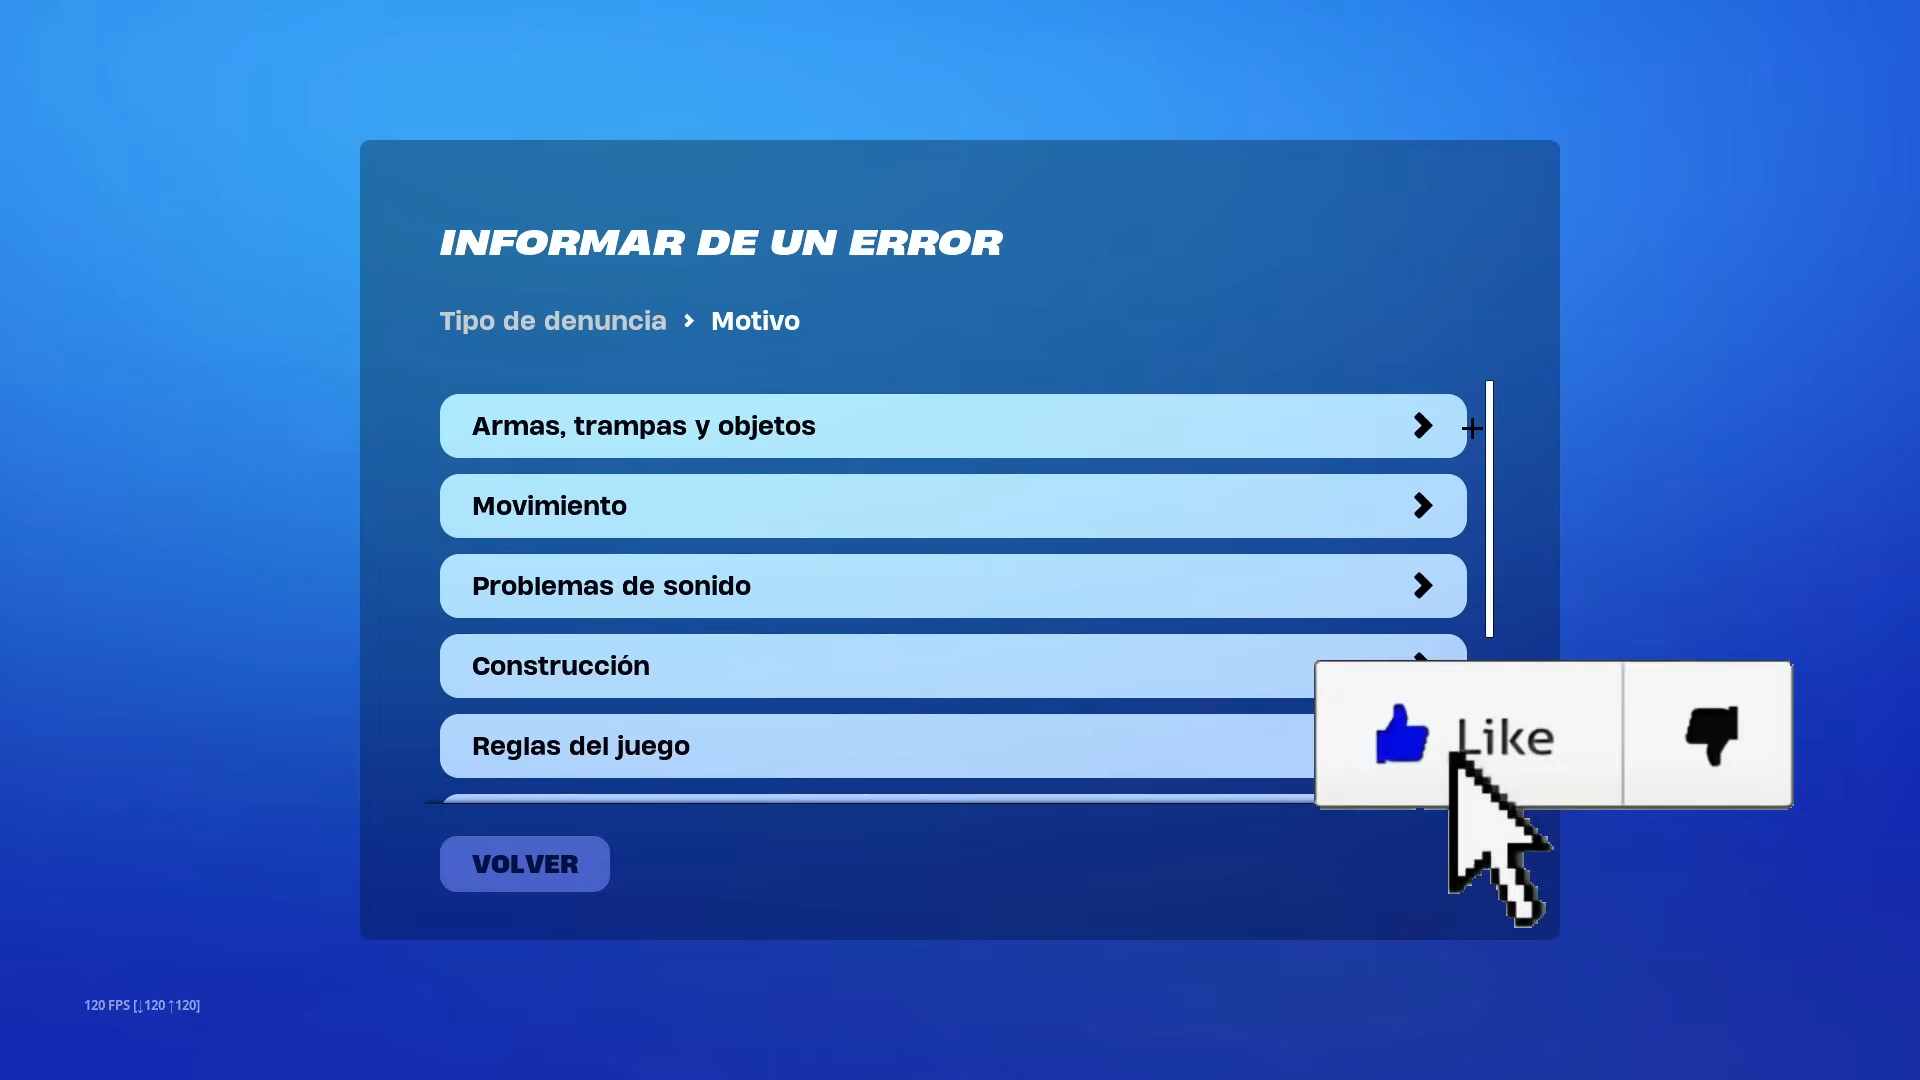 INFORMAR DE UN ERROR
Tipo de denuncia > Motivo
Armas, trampas y objetos
Movimiento
Problemas de sonido
Construcción
Reglas del juego
Like
VOLVER
120 FPS [↓120 ↑120]